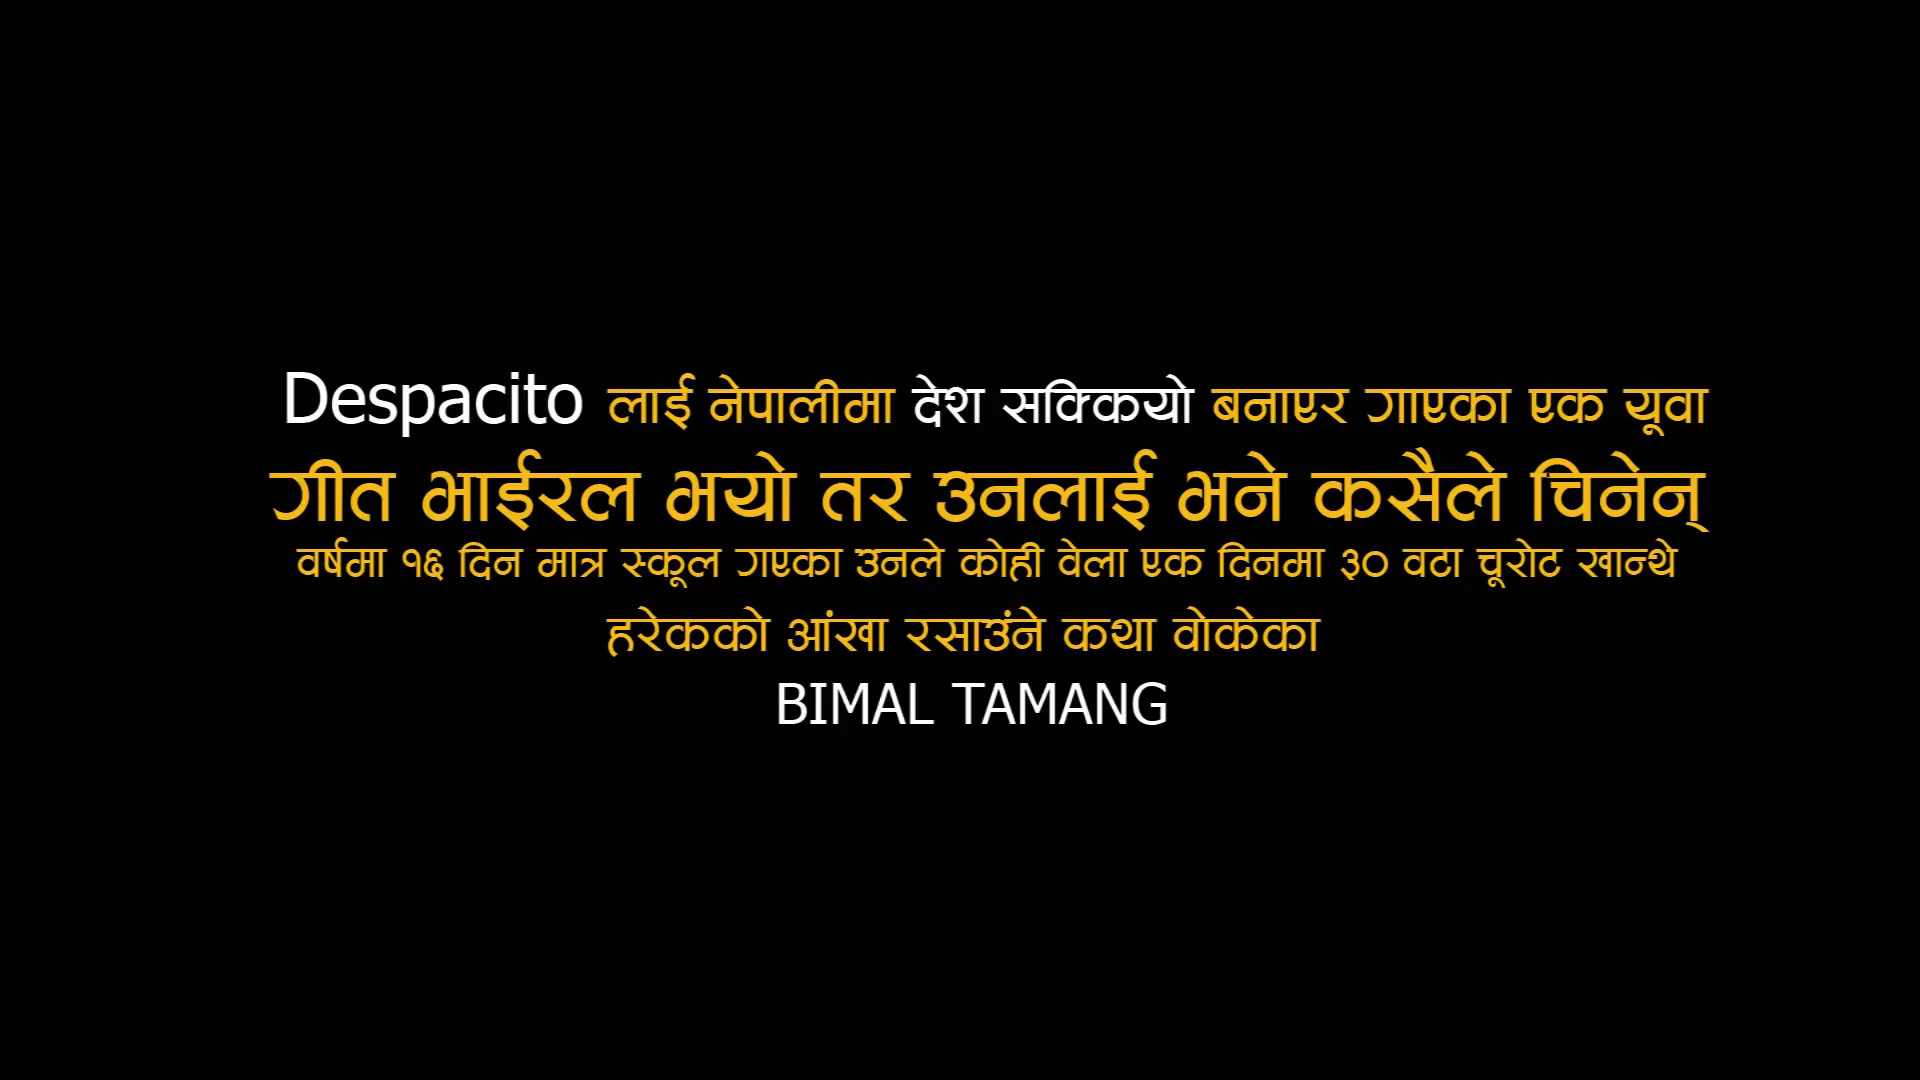 Despacito लाई नेपालीमा देश सक्कियो बनाएर गाएका एक यूवा
गीत भाईरल भयो तर उनलाई भने कसैले चिनेन्
वर्षमा १६ दिन मात्र स्कूल गएका उनले कोही वेला एक दिनमा ३० वटा चूरोट खान्थे
हरेकको आंखा रसाउंने कथा वोकेका
BIMAL TAMANG